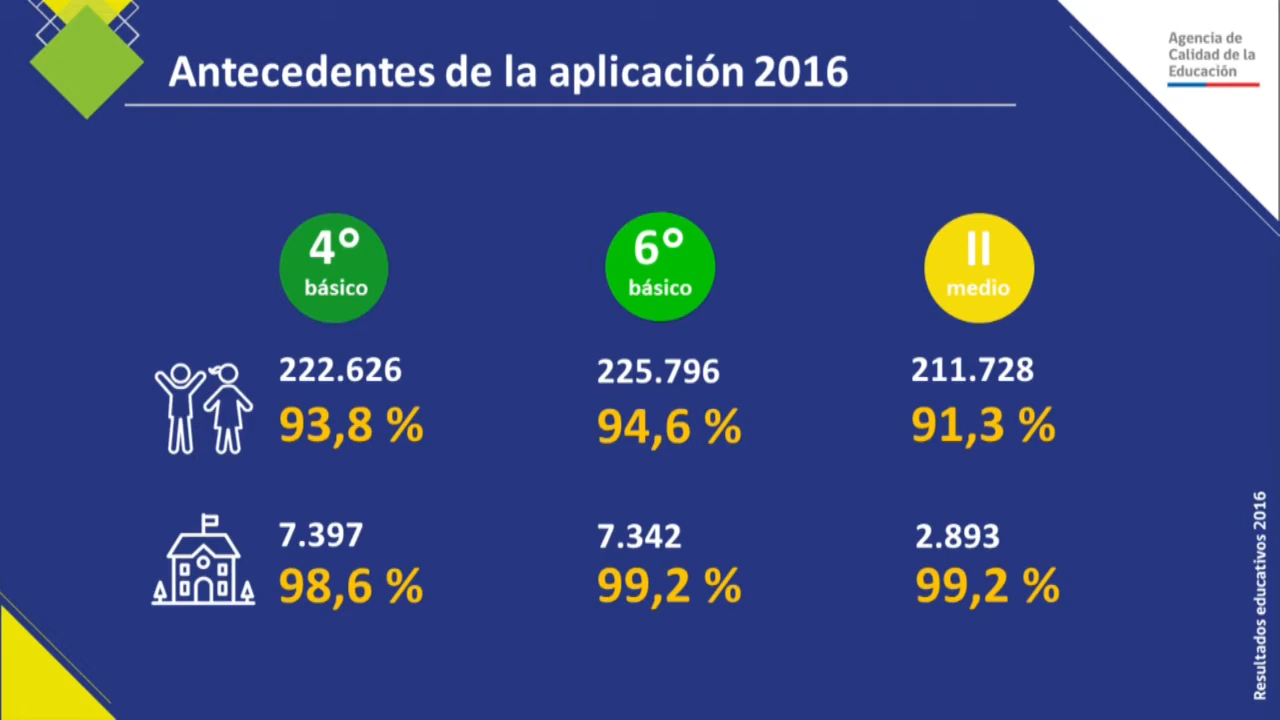 Antecedentes de la aplicación 2016
Agencia de
Calidad de la
Educación
4°
básico
6°
básico
II
medio
222.626
225.796
211.728
93,8 %
94,6 %
91,3 %
7.397
7.342
2.893
98,6 %
99,2 %
99,2 %
Resultados educativos 2016